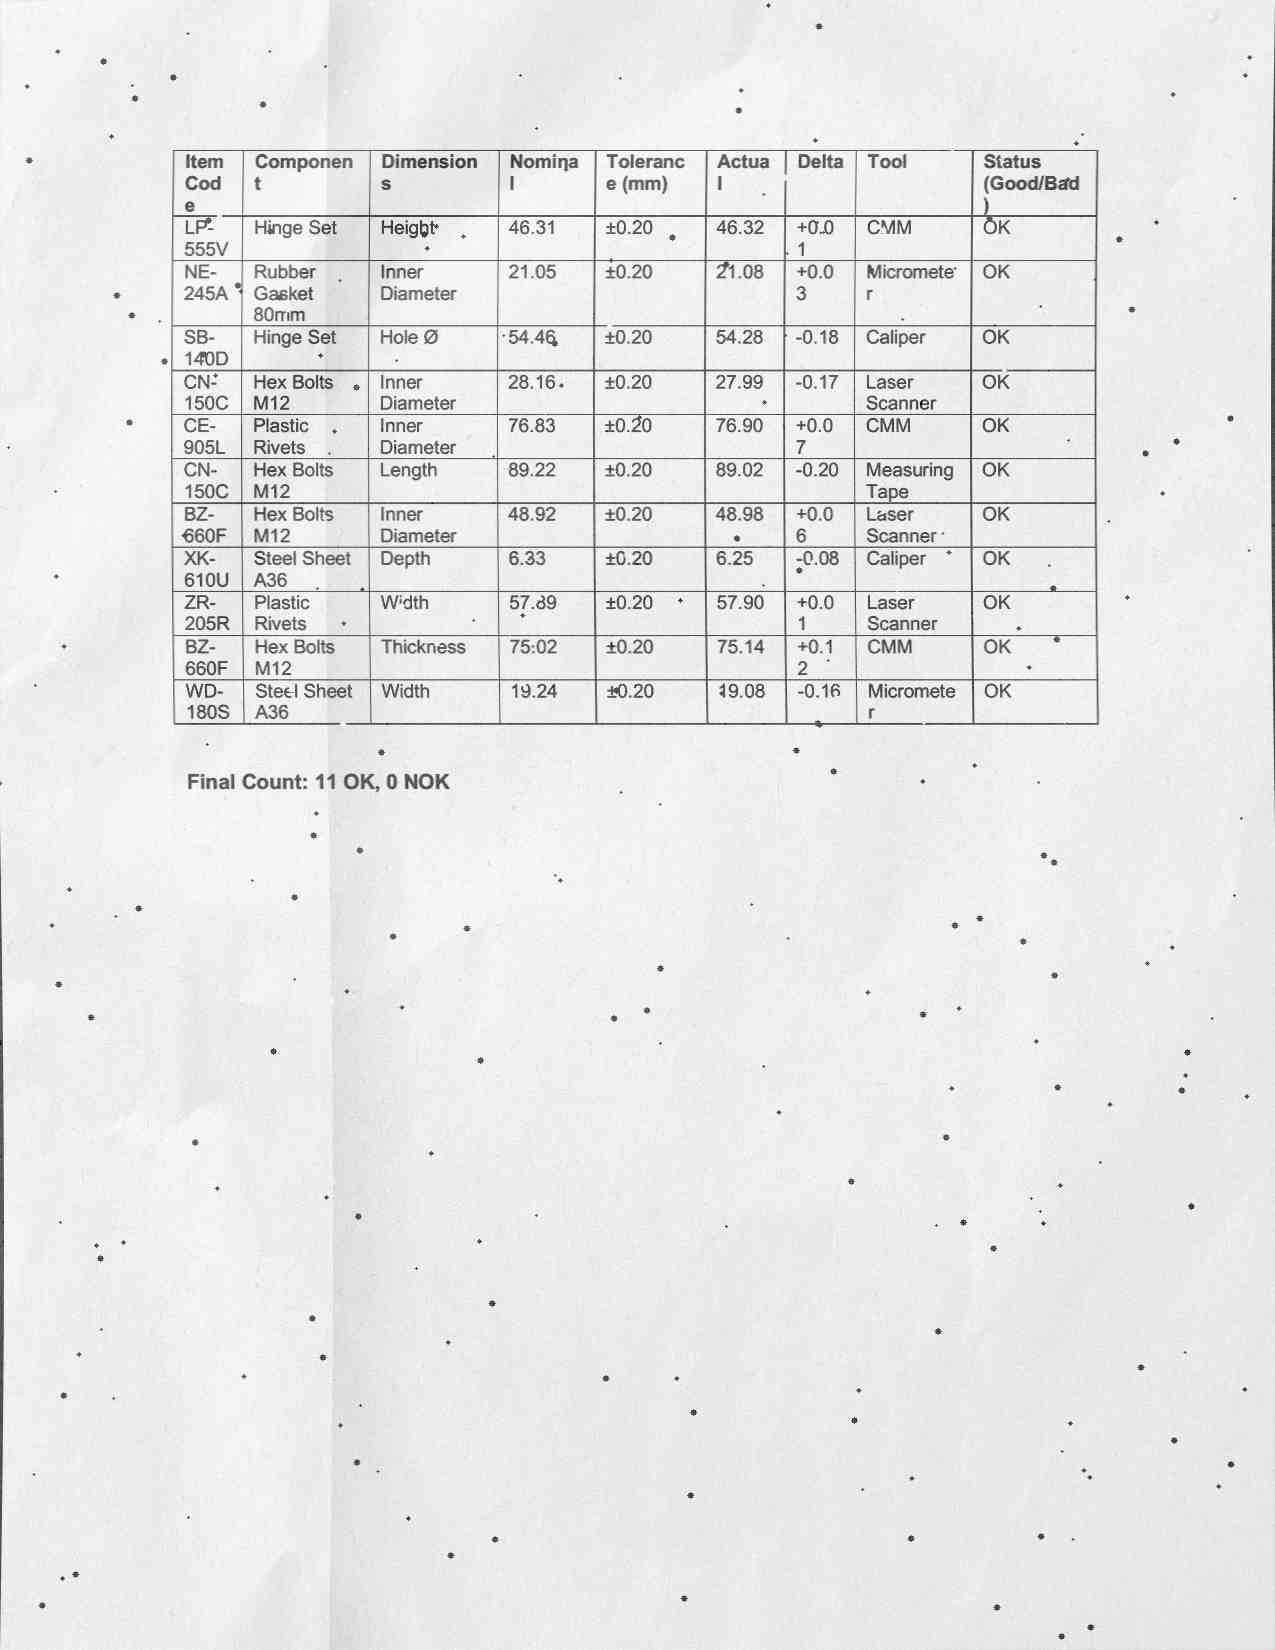 Item Code | Component | Dimensions | Nominal | Tolerance (mm) | Actual | Delta | Tool | Status (Good/Bad)
LP-555V | Hinge Set | Height | 46.31 | ±0.20 | 46.32 | +0.01 | CMM | OK
NE-245A | Rubber Gasket 80mm | Inner Diameter | 21.05 | ±0.20 | 21.08 | +0.03 | Micrometer | OK
SB-140D | Hinge Set | Hole Ø | 54.46 | ±0.20 | 54.28 | -0.18 | Caliper | OK
CN-150C | Hex Bolts M12 | Inner Diameter | 28.16 | ±0.20 | 27.99 | -0.17 | Laser Scanner | OK
CE-905L | Plastic Rivets | Inner Diameter | 76.83 | ±0.20 | 76.90 | +0.07 | CMM | OK
CN-150C | Hex Bolts M12 | Length | 89.22 | ±0.20 | 89.02 | -0.20 | Measuring Tape | OK
BZ-660F | Hex Bolts M12 | Inner Diameter | 48.92 | ±0.20 | 48.98 | +0.06 | Laser Scanner | OK
XK-610U | Steel Sheet A36 | Depth | 6.33 | ±0.20 | 6.25 | -0.08 | Caliper | OK
ZR-205R | Plastic Rivets | Width | 57.89 | ±0.20 | 57.90 | +0.01 | Laser Scanner | OK
BZ-660F | Hex Bolts M12 | Thickness | 75.02 | ±0.20 | 75.14 | +0.12 | CMM | OK
WD-180S | Steel Sheet A36 | Width | 19.24 | ±0.20 | 19.08 | -0.16 | Micrometer | OK
Final Count: 11 OK, 0 NOK